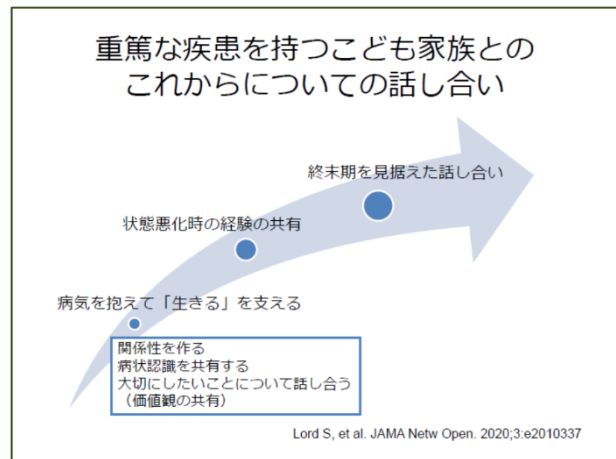 重篤な疾患を持つこども家族との
これからについての話し合い
終末期を見据えた話し合い
状態悪化時の経験の共有
病気を抱えて「生きる」を支える
関係性を作る
病状認識を共有する
大切にしたいことについて話し合う
（価値観の共有）
Lord S, et al. JAMA Netw Open. 2020;3:e2010337